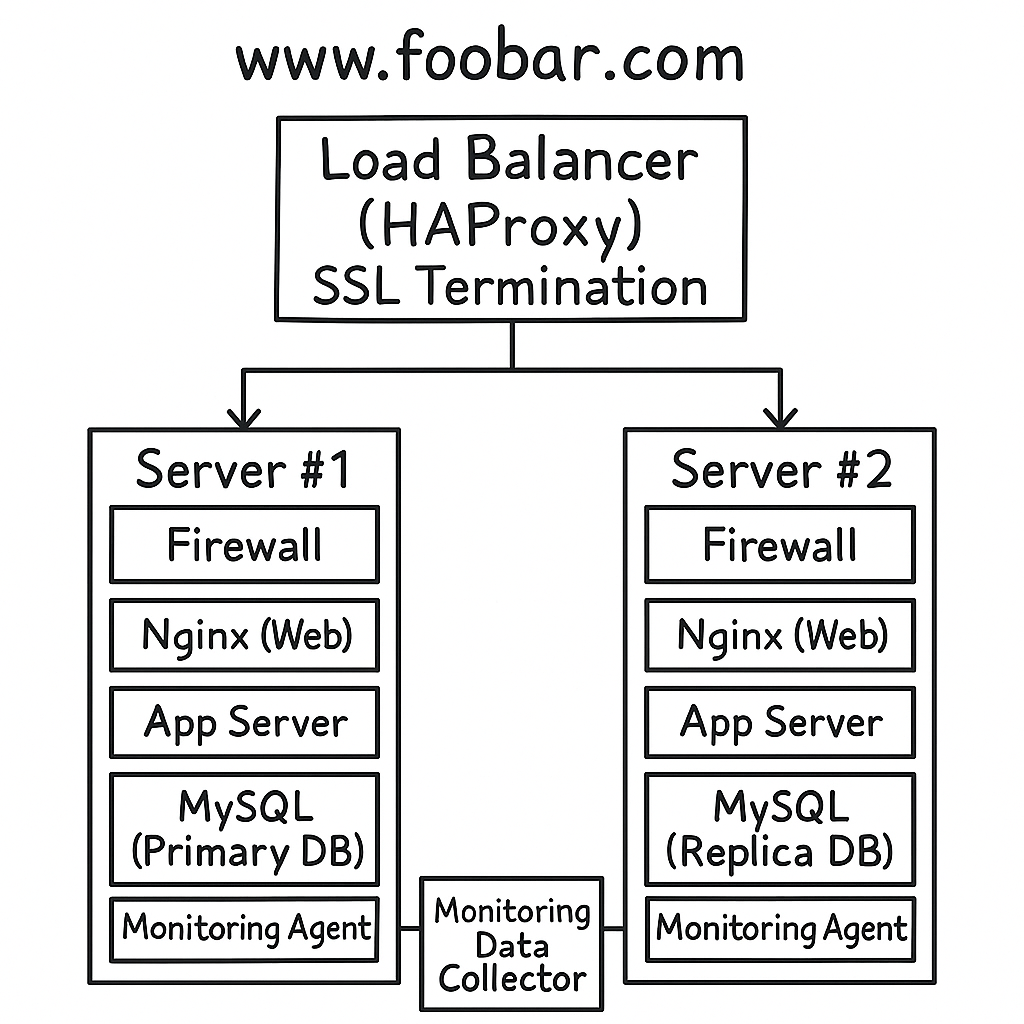 www.foobar.com
Load Balancer
(HAProxy)
SSL Termination
Server #1
Firewall
Nginx (Web)
App Server
MySQL
(Primary DB)
Monitoring Agent
Server #2
Firewall
Nginx (Web)
App Server
MySQL
(Replica DB)
Monitoring Agent
Monitoring
Data
Collector